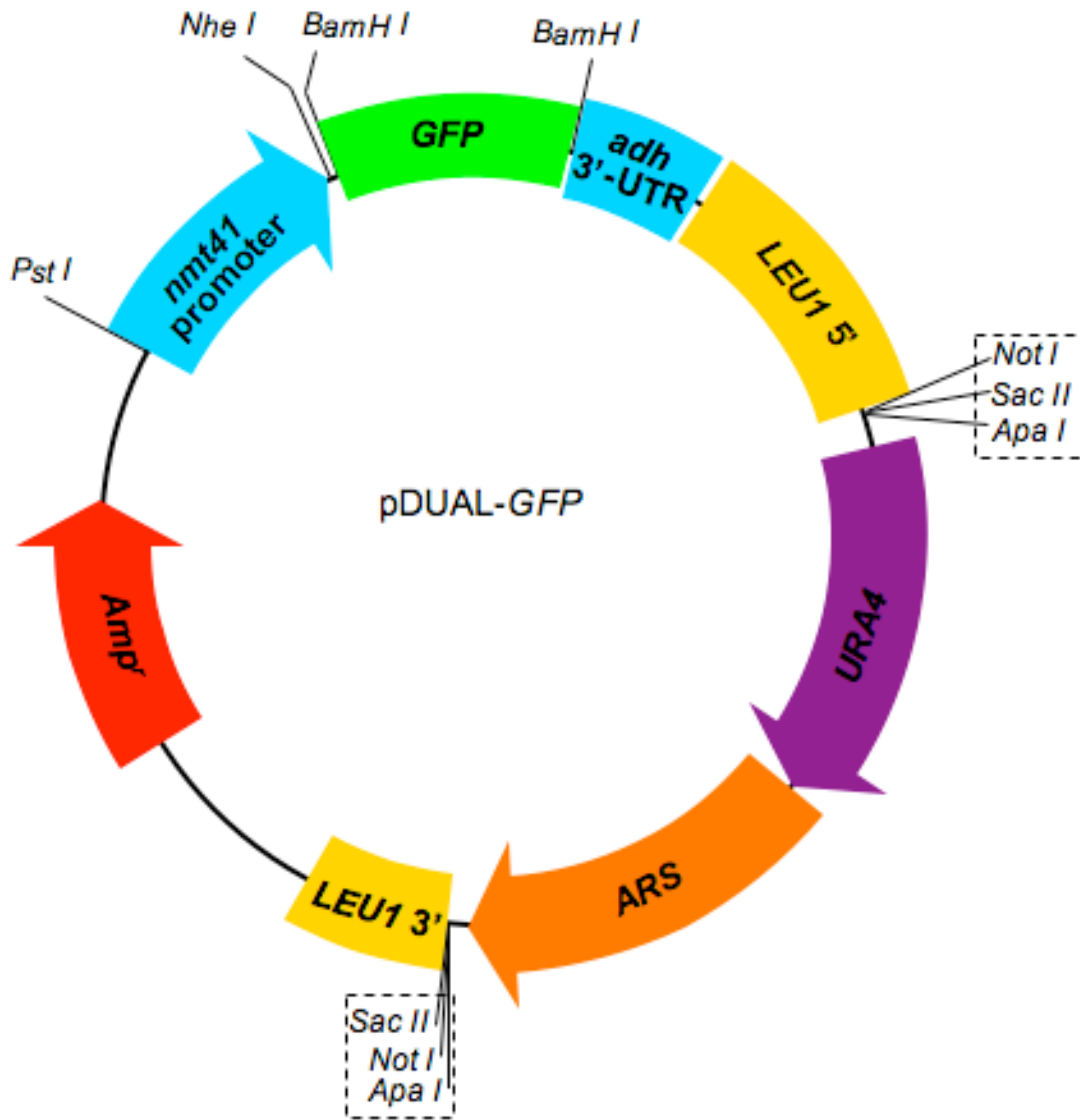 Nhe I
BamH I
BamH I
GFP
adh
3'-UTR
nmt41
promoter
Pst I
LEU1 5'
Not I
Sac II
Apa I
pDUAL-GFP
URA4
Ampr
ARS
LEU1 3'
Sac II
Not I
Apa I